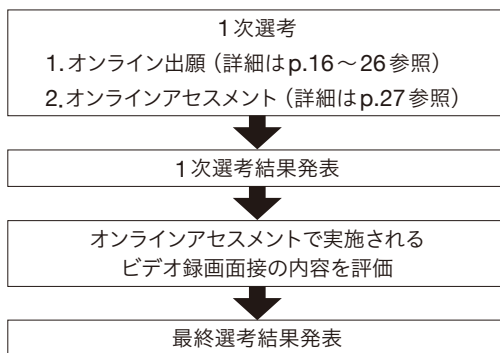 1次選考
1.オンライン出願（詳細はp.16～26参照）
2.オンラインアセスメント（詳細はp.27参照）
1次選考結果発表
オンラインアセスメントで実施される
ビデオ録画面接の内容を評価
最終選考結果発表